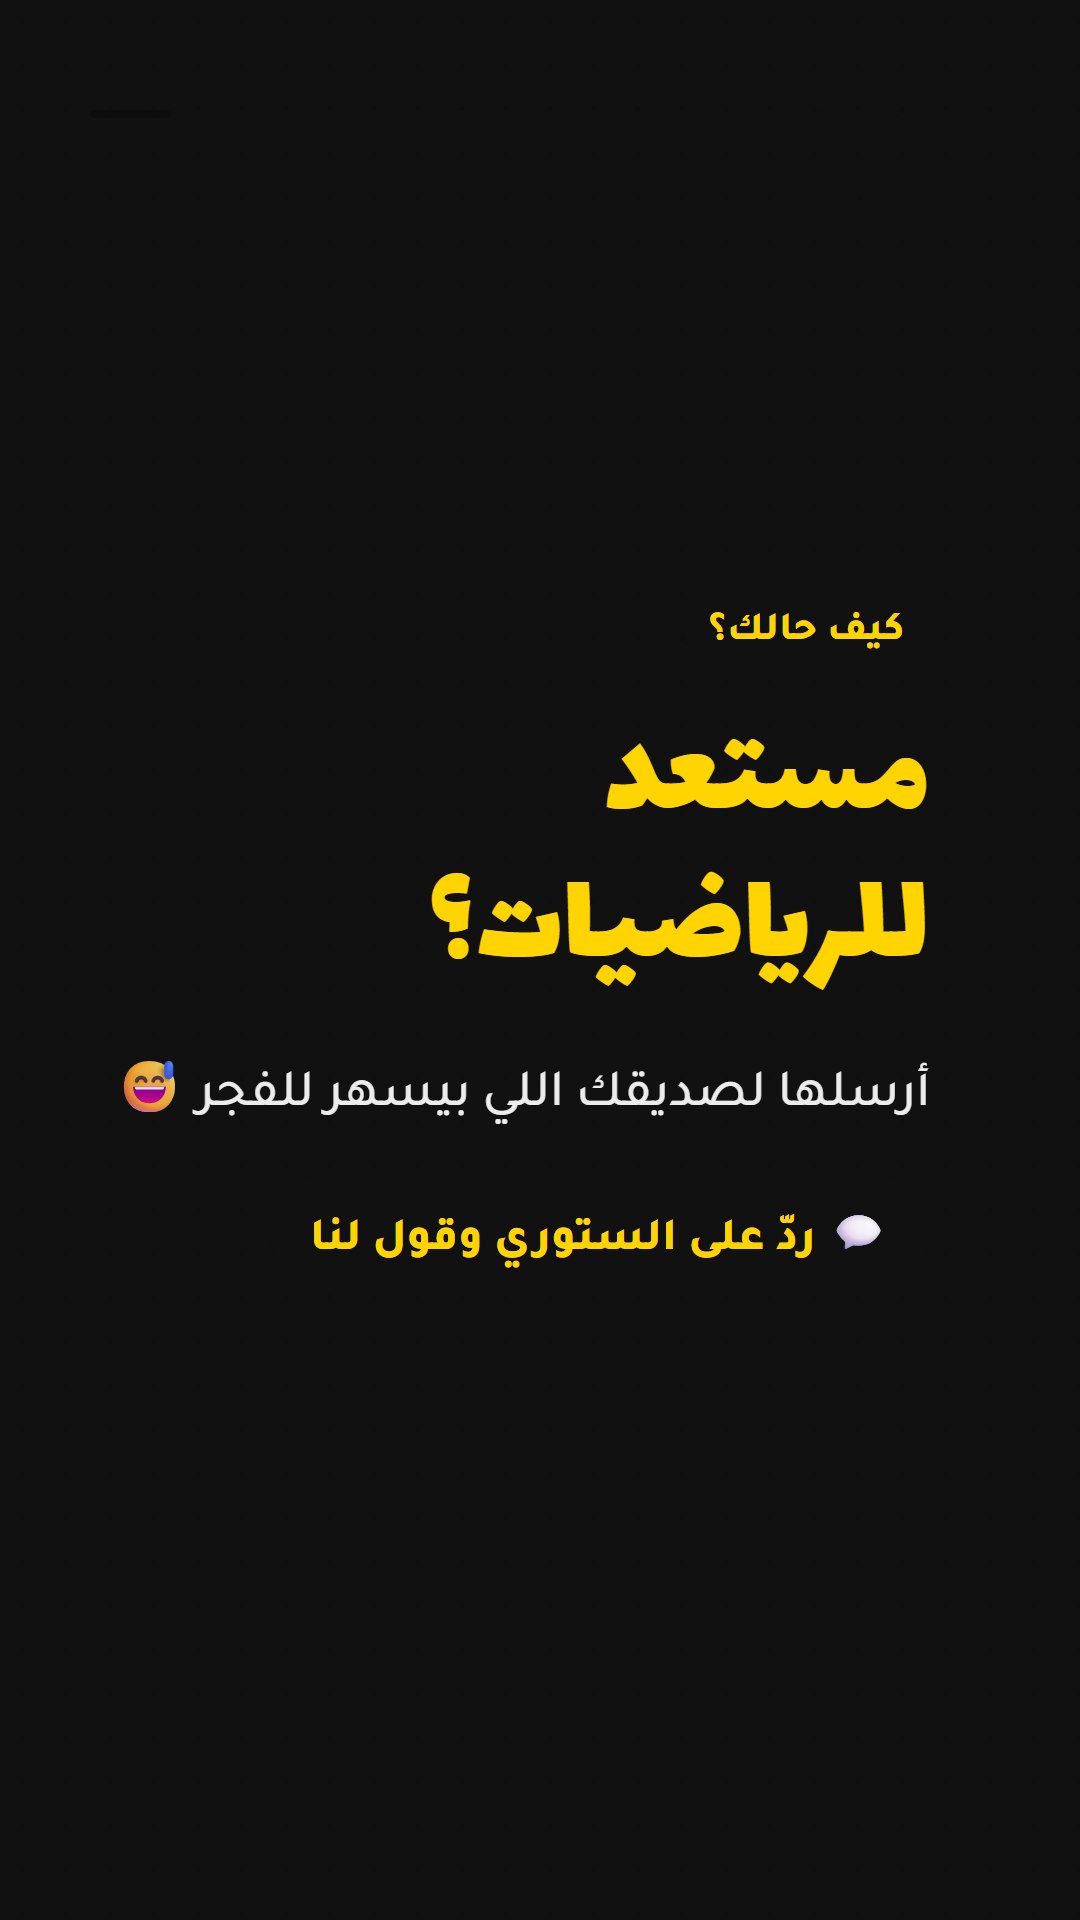 كيف حالك؟
مستعد
للرياضيات؟
أرسلها لصديقك اللي بيسهر للفجر 😅
💬 ردّ على الستوري وقول لنا